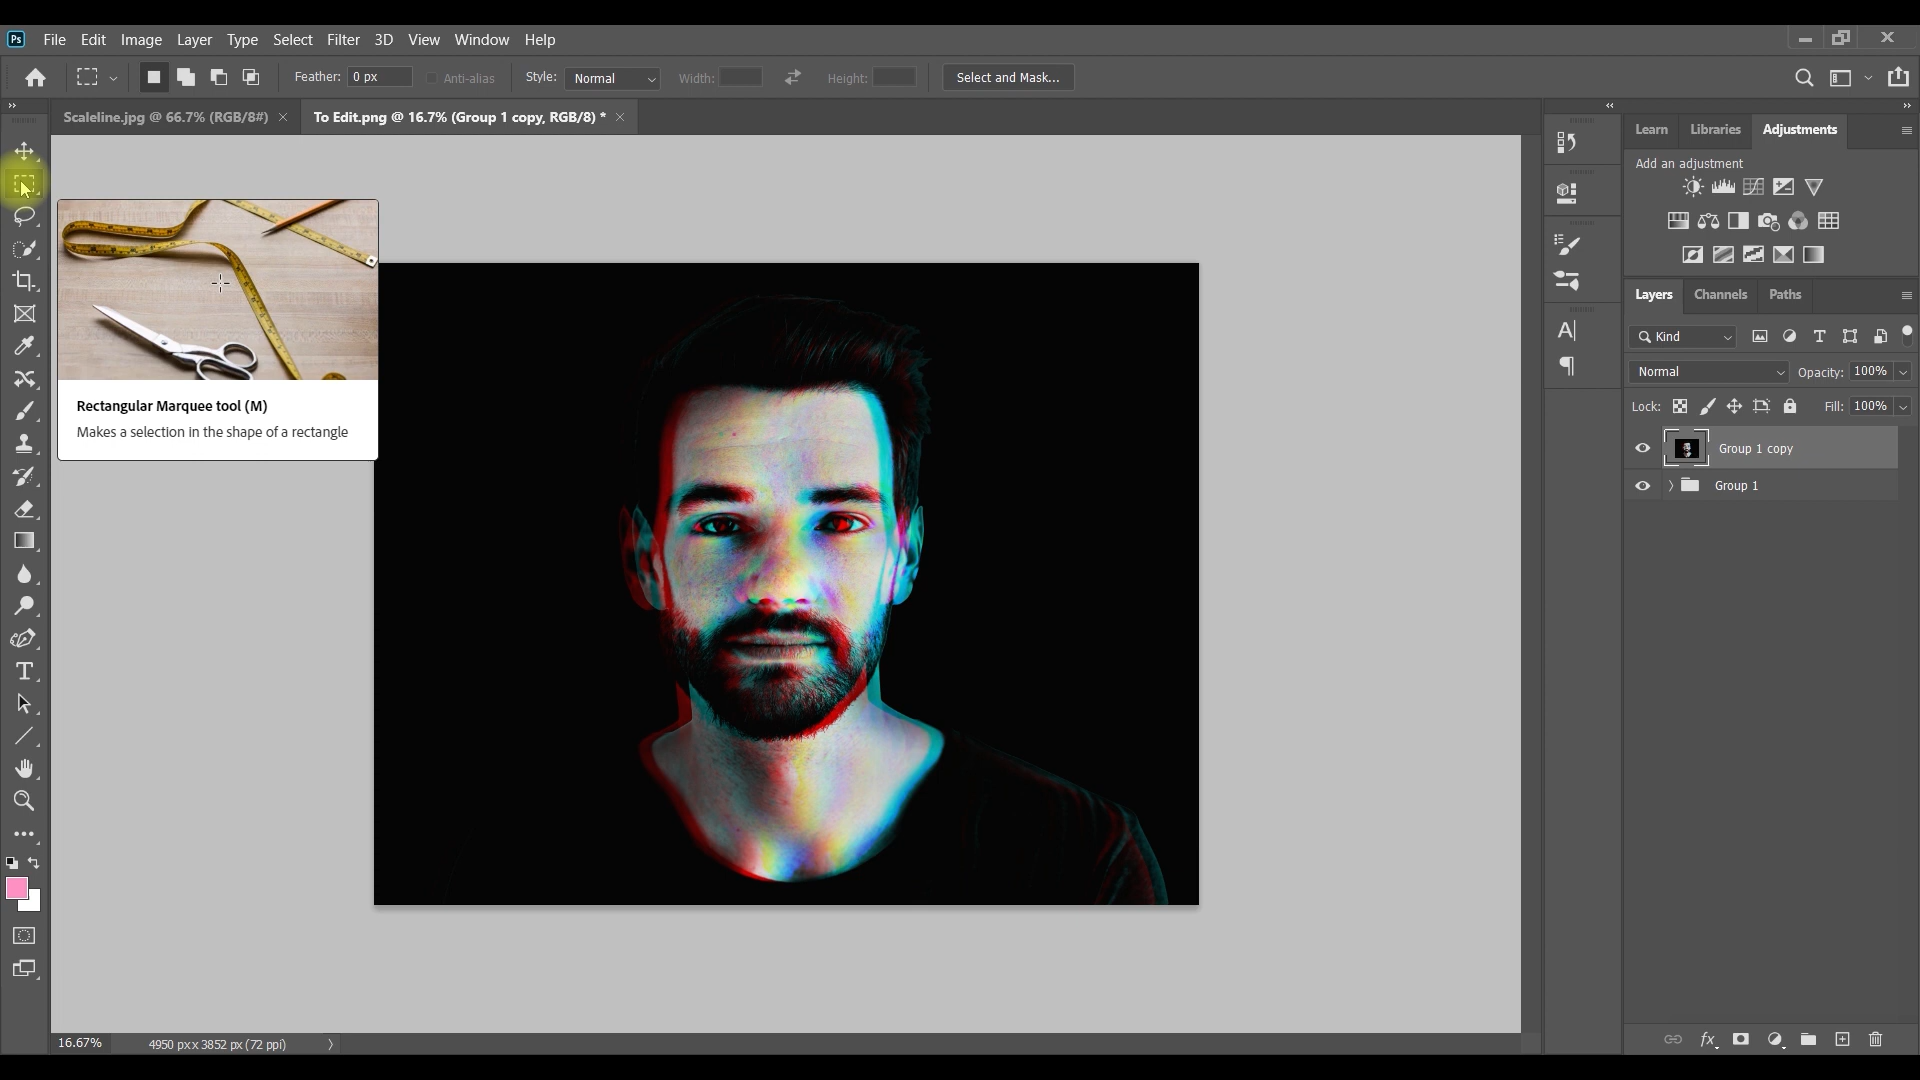 Ps File Edit Image Layer Type Select Filter 3D View Window Help
Feather: 0 px Anti-alias Style: Normal Width: Height: Select and Mask...
Scaleline.jpg @ 66.7% (RGB/8#) To Edit.png @ 16.7% (Group 1 copy, RGB/8) *
Learn Libraries Adjustments
Add an adjustment
Layers Channels Paths
Kind
Normal Opacity: 100%
Lock: Fill: 100%
Group 1 copy
Group 1
Rectangular Marquee tool (M)
Makes a selection in the shape of a rectangle
16.67% 4950 px x 3852 px (72 ppi)